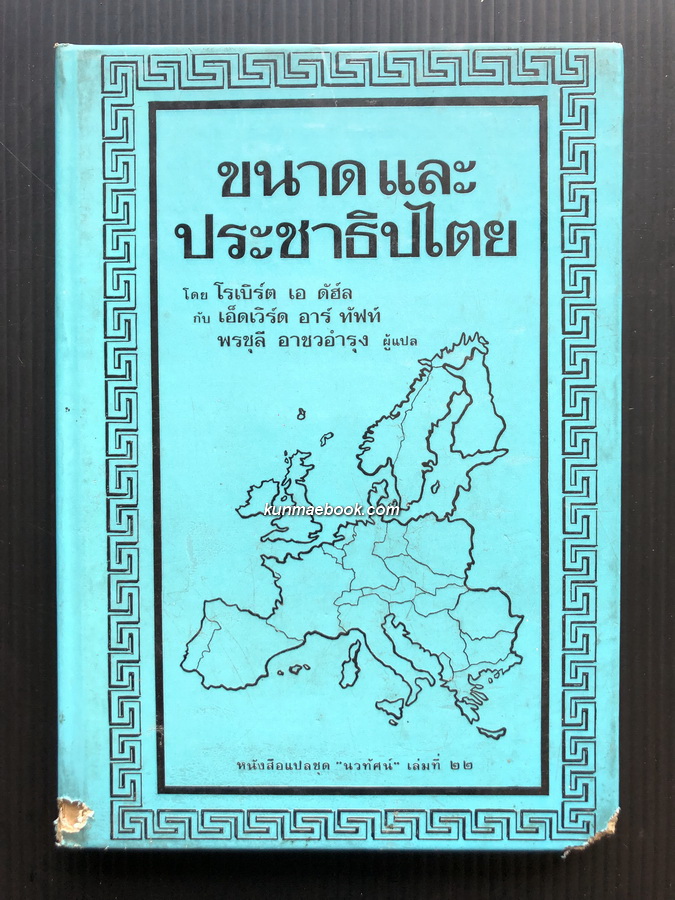 ขนาดและ
ประชาธิปไตย
โดย โรเบิร์ต เอ ดัฮ์ล
กับ เอ็ดเวิร์ด อาร์ ทัฟท์
พรชุลี อาชวอำรุง ผู้แปล
kunmaebook.com
หนังสือแปลชุด "นวทัศน์" เล่มที่ ๒๒